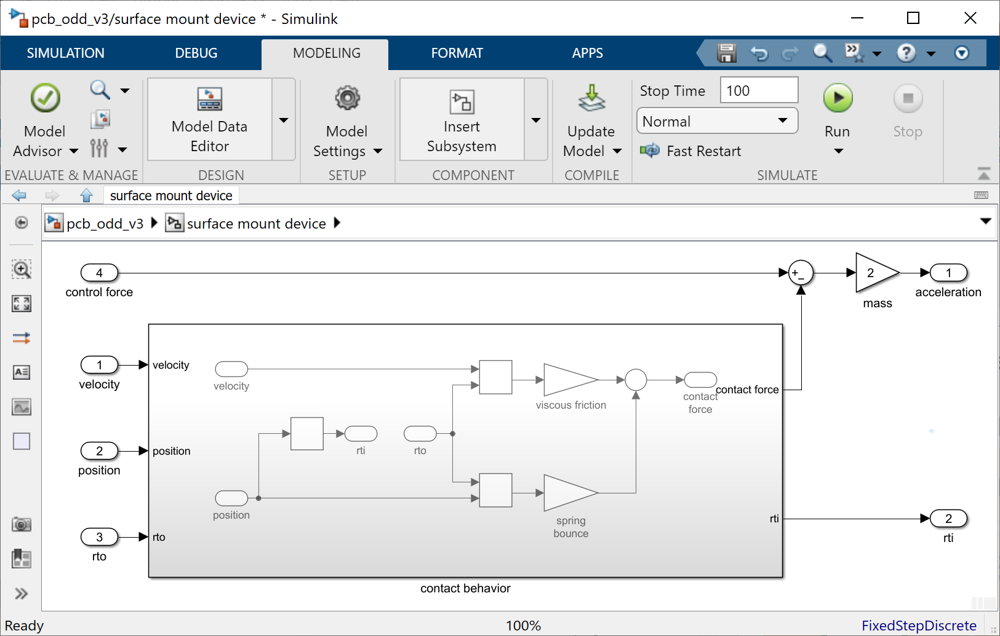 pcb_odd_v3/surface mount device * - Simulink
SIMULATION DEBUG MODELING FORMAT APPS
Model Advisor
Model Data Editor
Model Settings
Insert Subsystem
Update Model
Stop Time 100
Normal
Fast Restart
Run
Stop
EVALUATE & MANAGE DESIGN SETUP COMPONENT COMPILE SIMULATE
surface mount device
pcb_odd_v3 surface mount device
4
control force
+_
2
mass
1
acceleration
1
velocity
velocity
velocity
viscous friction
contact
force
contact force
2
position
position
rti
rto
position
spring
bounce
3
rto
rto
rti
2
rti
contact behavior
Ready 100% FixedStepDiscrete